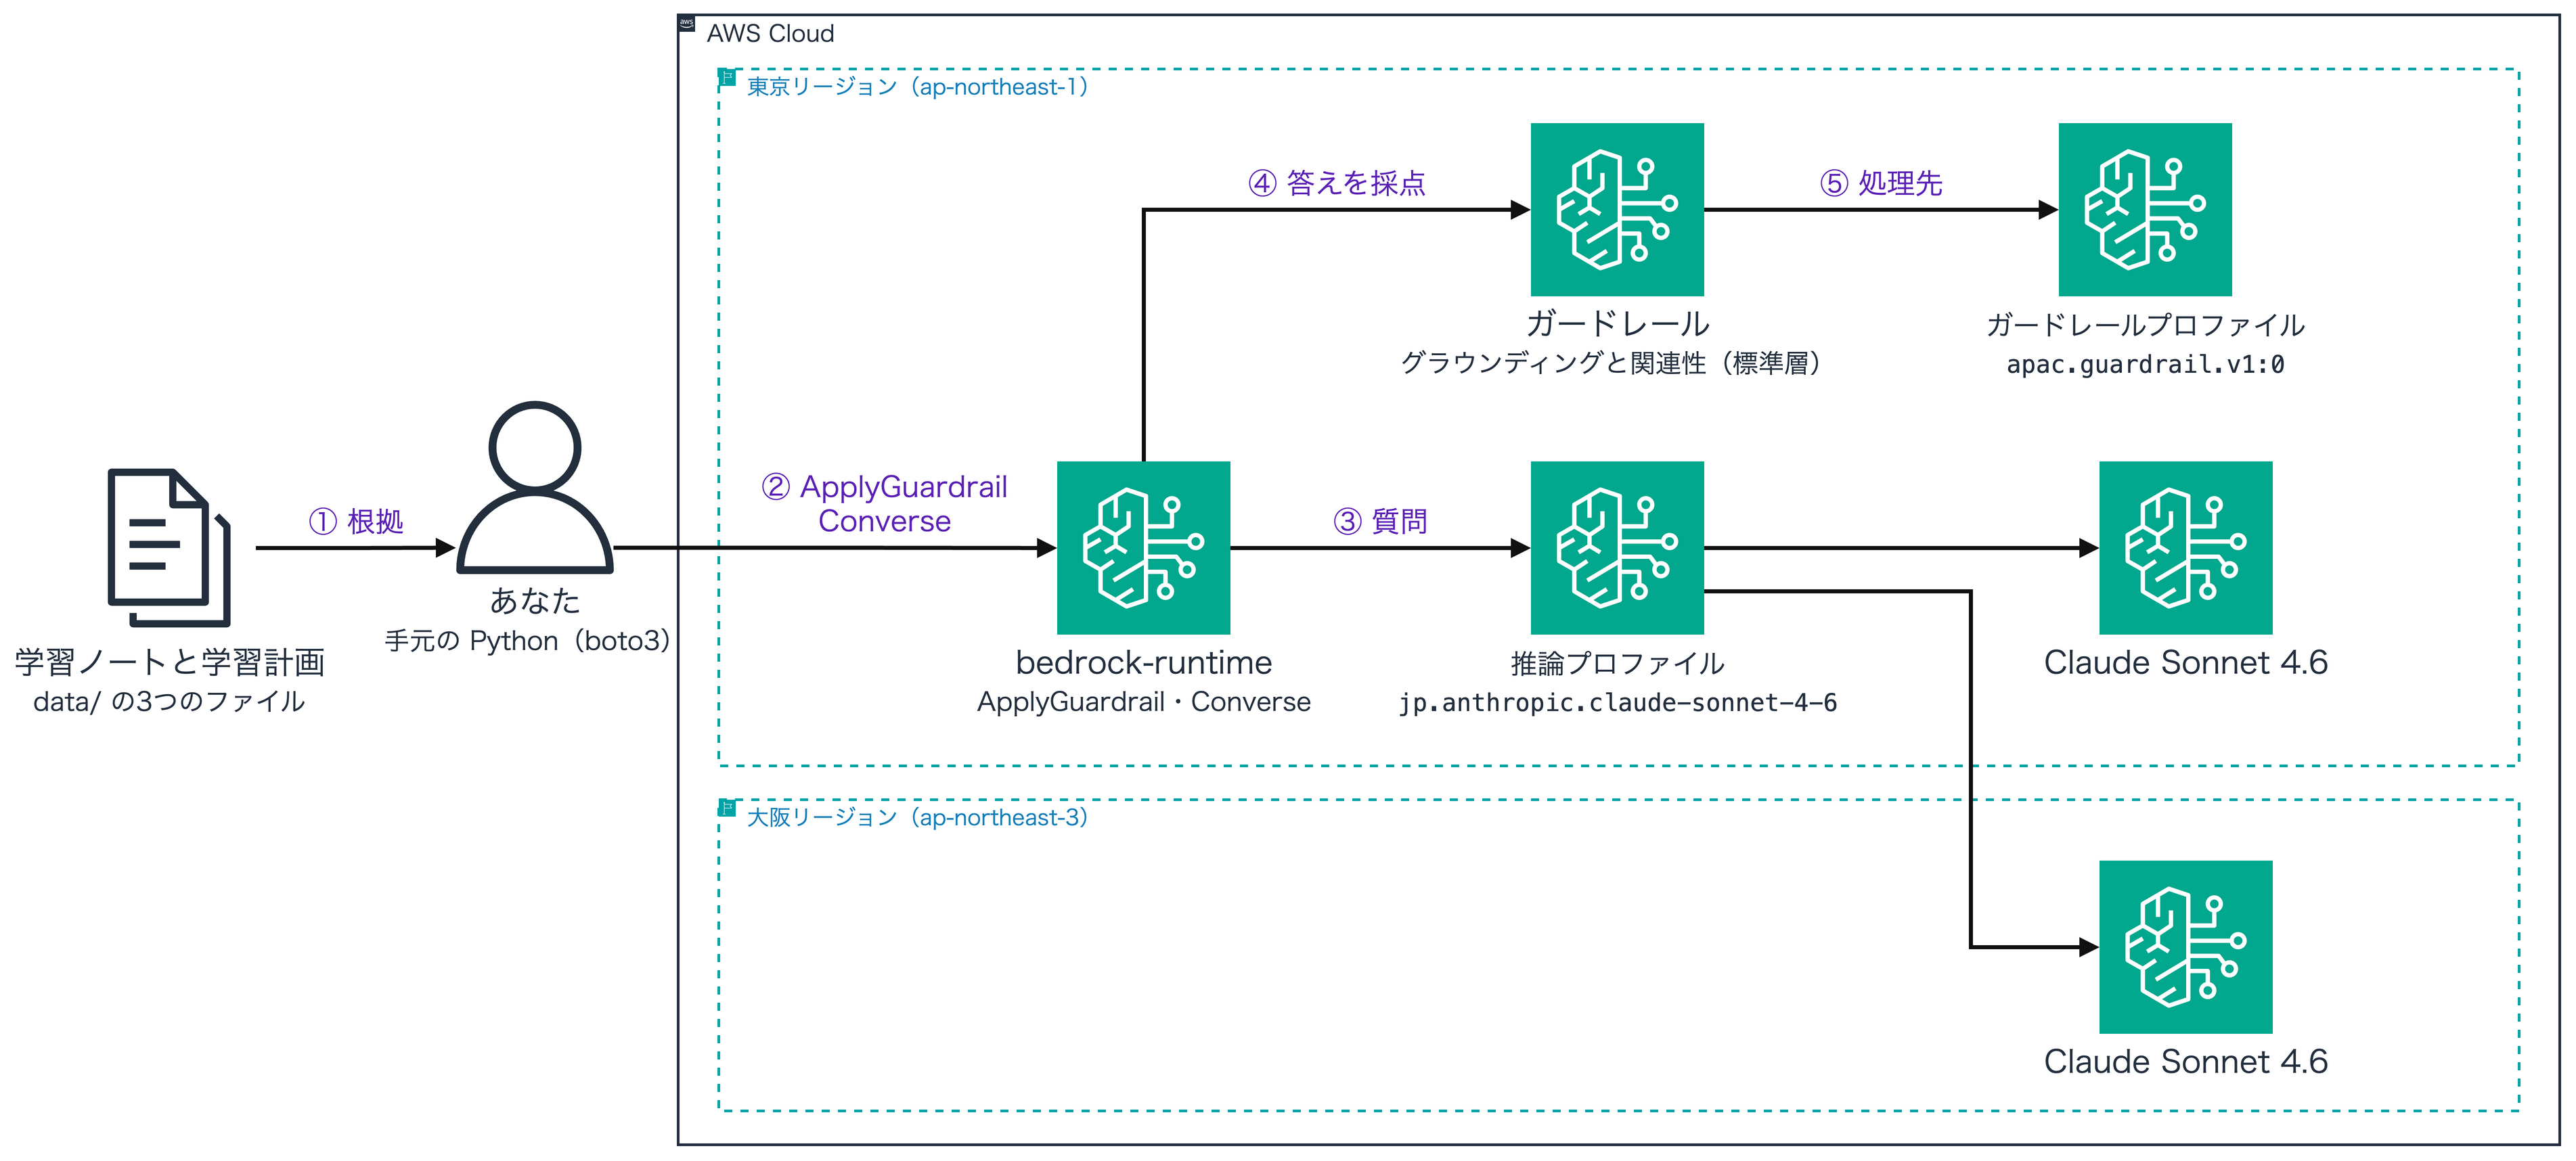 aws
AWS Cloud
東京リージョン（ap-northeast-1）
④ 答えを採点
⑤ 処理先
ガードレール
グラウンディングと関連性（標準層）
ガードレールプロファイル
apac.guardrail.v1:0
① 根拠
② ApplyGuardrail
Converse
③ 質問
あなた
手元の Python（boto3）
学習ノートと学習計画
data/ の3つのファイル
bedrock-runtime
ApplyGuardrail・Converse
推論プロファイル
jp.anthropic.claude-sonnet-4-6
Claude Sonnet 4.6
大阪リージョン（ap-northeast-3）
Claude Sonnet 4.6